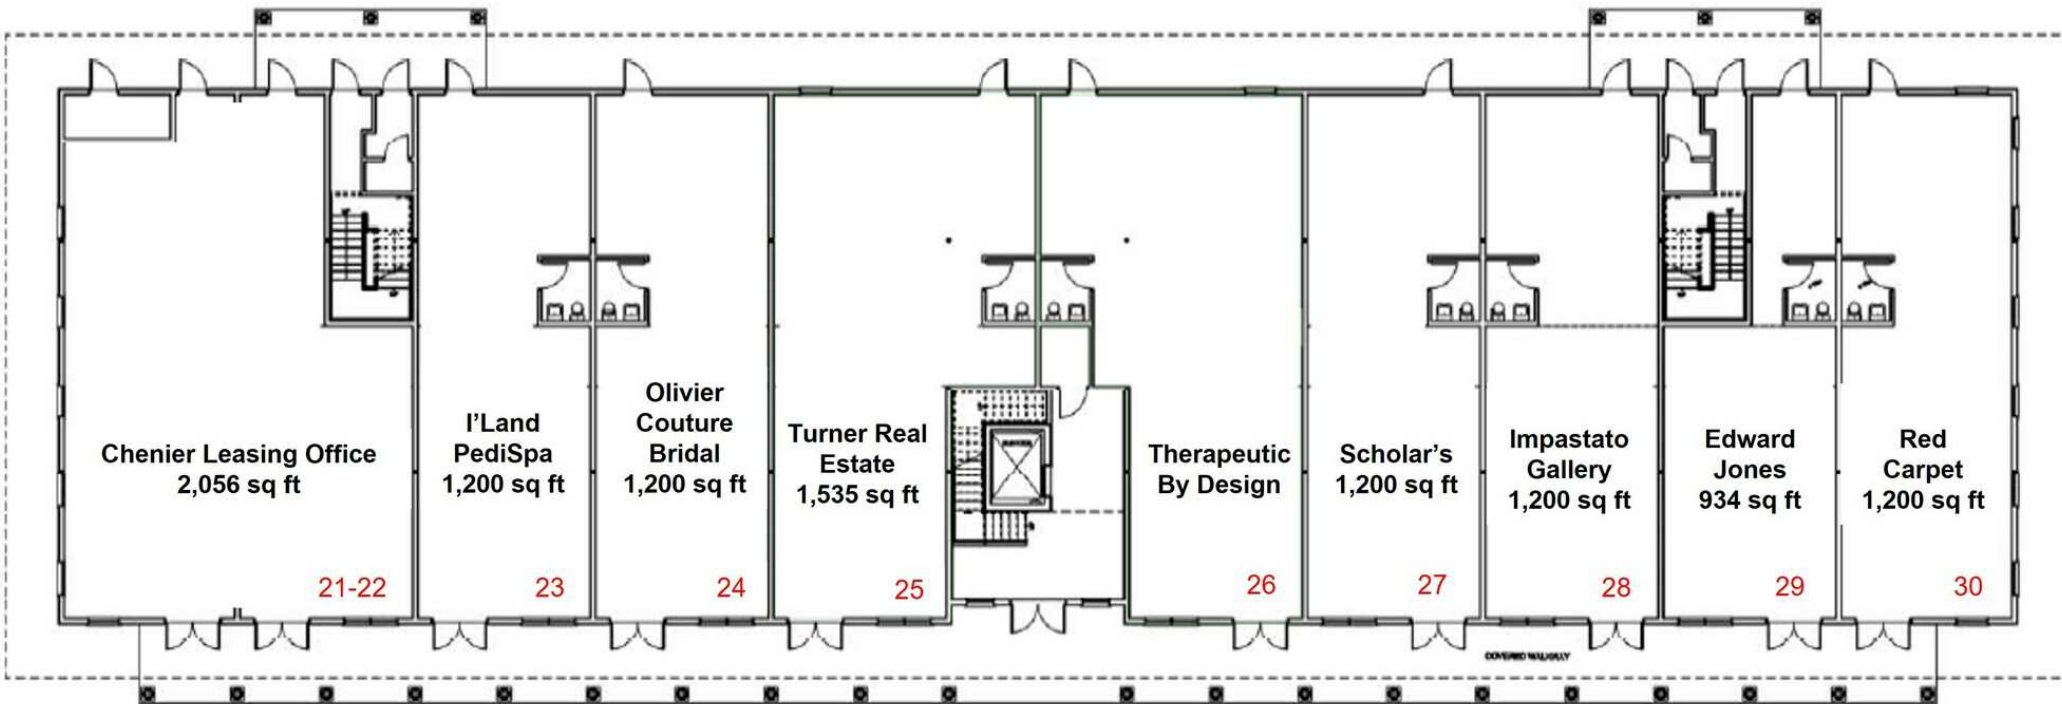 Chenier Leasing Office
2,056 sq ft
21-22
I'Land
PediSpa
1,200 sq ft
23
Olivier
Couture
Bridal
1,200 sq ft
24
Turner Real
Estate
1,535 sq ft
25
Therapeutic
By Design
26
Scholar's
1,200 sq ft
27
Impastato
Gallery
1,200 sq ft
28
Edward
Jones
934 sq ft
29
Red
Carpet
1,200 sq ft
30
COVERED WALKWAY